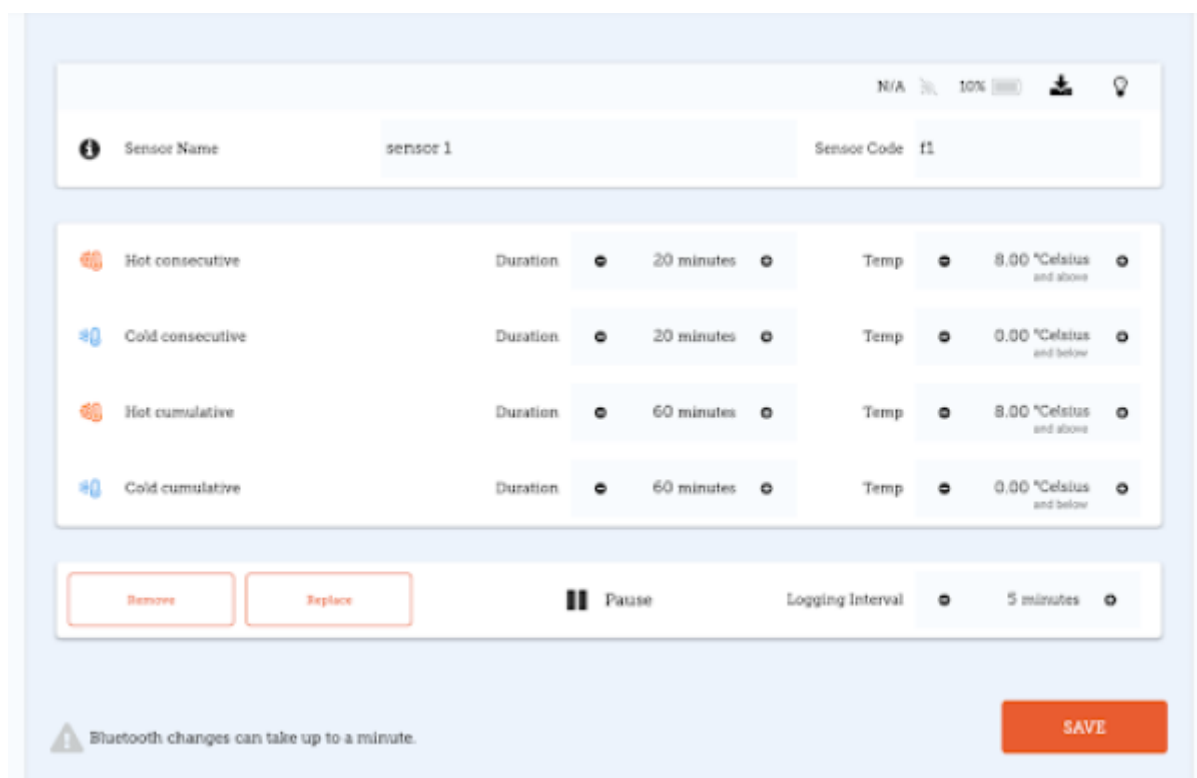 N/A 10%
Sensor Name sensor 1 Sensor Code f1
Hot consecutive Duration 20 minutes Temp 8.00 °Celsius
and above
Cold consecutive Duration 20 minutes Temp 0.00 °Celsius
and below
Hot cumulative Duration 60 minutes Temp 8.00 °Celsius
and above
Cold cumulative Duration 60 minutes Temp 0.00 °Celsius
and below
Remove Replace Pause Logging Interval 5 minutes
Bluetooth changes can take up to a minute.
SAVE